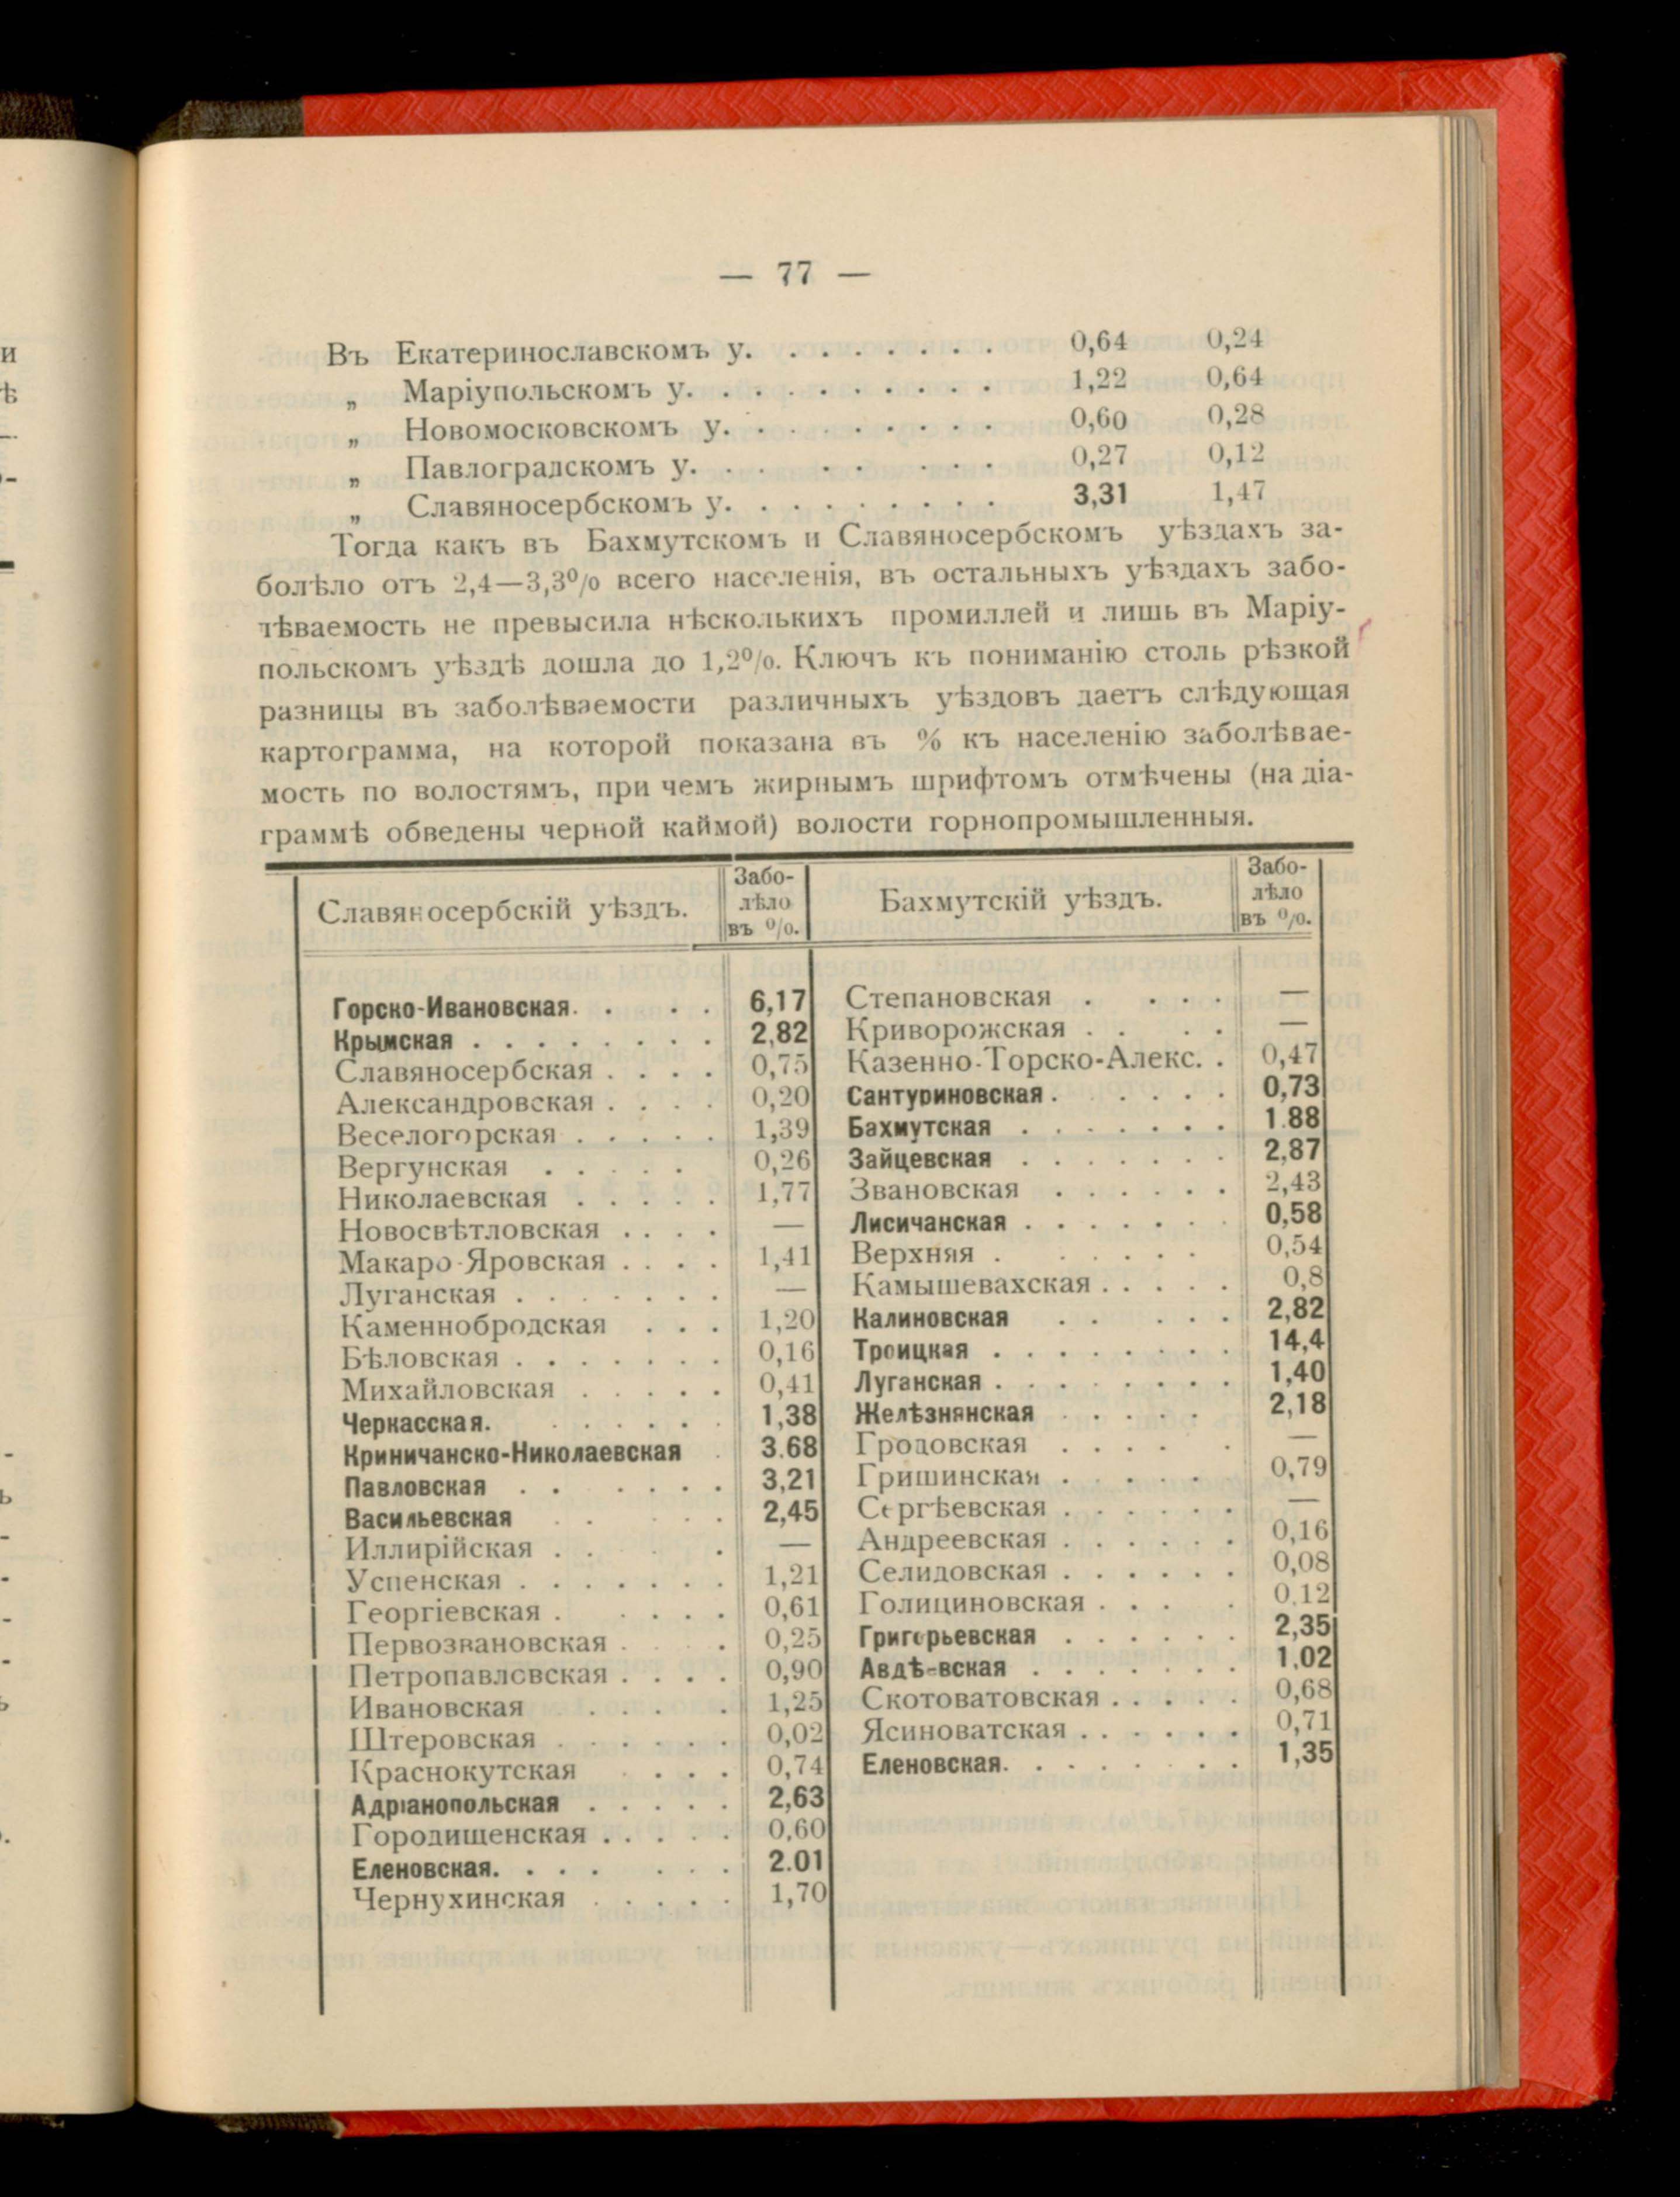 — 77 —
Въ Екатеринославскомъ у. . . . . . . . 0,64 0,24
„ Маріупольскомъ у. . . . . . . . . . 1,22 0,64
„ Новомосковскомъ у. . . . . . . . . 0,60 0,28
„ Павлоградскомъ у. . . . . . . . 0,27 0,12
„ Славяносербскомъ у. . . . . . . . . 3,31 1,47
Тогда какъ въ Бахмутскомъ и Славяносербскомъ уѣздахъ за-
болѣло отъ 2,4—3,3% всего населенія, въ остальныхъ уѣздахъ забо-
лѣваемость не превысила нѣсколькихъ промиллей и лишь въ Маріу-
польскомъ уѣздѣ дошла до 1,2%. Ключъ къ пониманію столь рѣзкой
разницы въ заболѣваемости различныхъ уѣздовъ даетъ слѣдующая
картограмма, на которой показана въ % къ населенію заболѣвае-
мость по волостямъ, при чемъ жирнымъ шрифтомъ отмѣчены (на діа-
граммѣ обведены черной каймой) волости горнопромышленныя.
Славяносербскій уѣздъ.
Забо-
лѣло
въ %.
Горско-Ивановская. . . . 6,17
Крымская . . . . . . . . 2,82
Славяносербская . . . . 0,75
Александровская . . . . 0,20
Веселогорская . . . . . 1,39
Вергунская . . . . . 0,26
Николаевская . . . . . 1,77
Новосвѣтловская . . . . —
Макаро-Яровская . . . . 1,41
Луганская . . . . . . . —
Каменнобродская . . . 1,20
Бѣловская . . . . . . . 0,16
Михайловская . . . . . 0,41
Черкасская. . . . . . . 1,38
Криничанско-Николаевская . 3.68
Павловская . . . . . . 3,21
Васильевская . . . . . 2,45
Иллирійская . . . . —
Успенская . . . . . . . 1,21
Георгіевская . . . . . 0,61
Первозвановская . . . 0,25
Петропавловская . . . . 0,90
Ивановская . . . . . 1,25
Штеровская . . . . . . 0,02
Краснокутская . . . . 0,74
Адріанопольская . . . . . 2,63
Городищенская . . . . . 0,60
Еленовская. . . . . . . 2.01
Чернухинская . . . . . 1,70
Бахмутскій уѣздъ.
Забо-
лѣло
въ %.
Степановская . . . . —
Криворожская . . . . —
Казенно-Торско-Алекс. . 0,47
Сантуриновская . . . . . 0,73
Бахмутская . . . . . . . 1.88
Зайцевская . . . . . . . 2,87
Звановская . . . . . . 2,43
Лисичанская . . . . . . . 0,58
Верхняя . . . . . . 0,54
Камышевахская . . . . . 0,8
Калиновская . . . . . 2,82
Троицкая . . . . . . . . 14,4
Луганская . . . . . . . . 1,40
Желѣзнянская . . . . . 2,18
Гродовская . . . . . —
Гришинская . . . . . 0,79
Сергѣевская . . . . . . —
Андреевская . . . . . . 0,16
Селидовская . . . . . . 0,08
Голициновская . . . . 0.12
Григорьевская . . . . . . 2,35
Авдѣевская . . . . . . . 1.02
Скотоватовская . . . . . 0,68
Ясиноватская . . . . . . 0,71
Еленовская. . . . . . . . 1,35